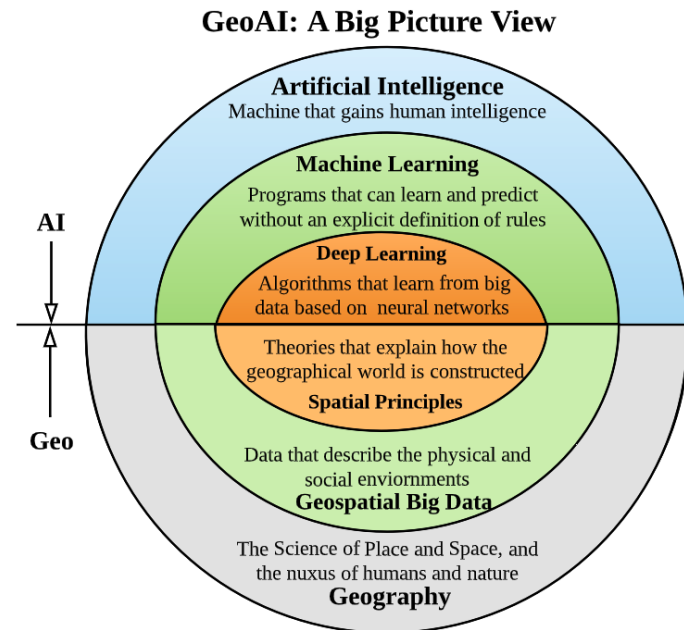 GeoAI: A Big Picture View
Artificial Intelligence
Machine that gains human intelligence
Machine Learning
Programs that can learn and predict
without an explicit definition of rules
AI
Deep Learning
Algorithms that learn from big
data based on neural networks
Theories that explain how the
geographical world is constructed
Spatial Principles
Geo
Data that describe the physical and
social enviornments
Geospatial Big Data
The Science of Place and Space, and
the nuxus of humans and nature
Geography